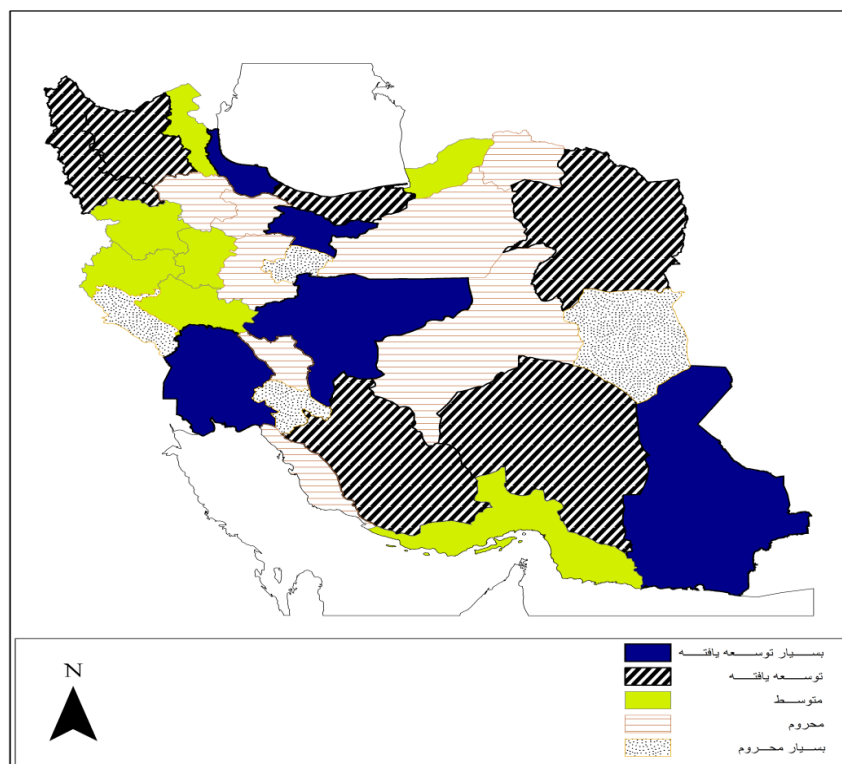 بسیار توسعه یافته
توسعه یافته
متوسط
محروم
بسیار محروم
N